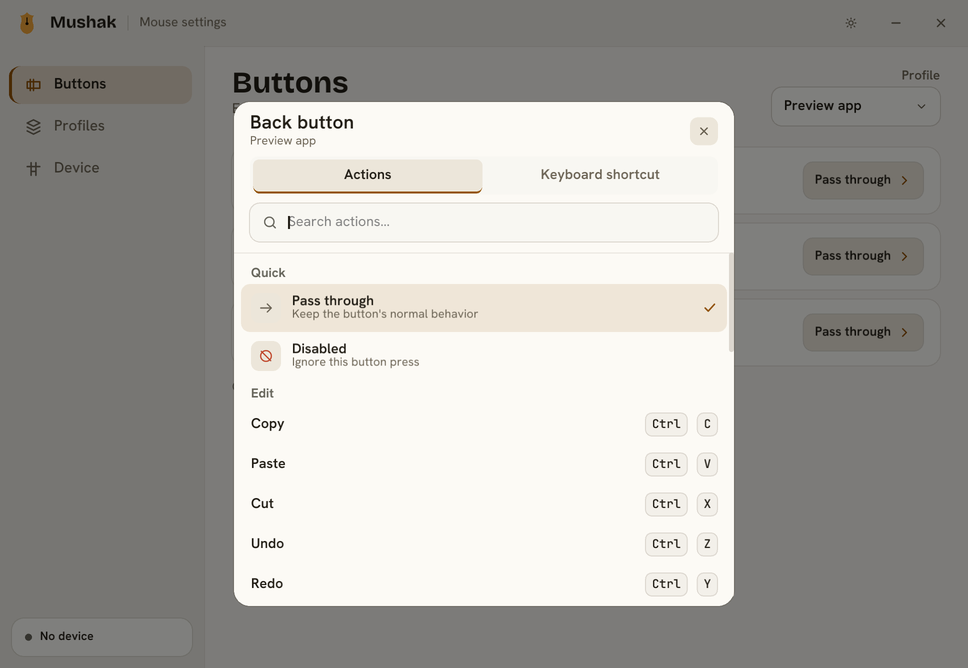 Mushak
Mouse settings
Buttons
Profiles
Device
No device
Buttons
Profile
Preview app
Pass through
Pass through
Pass through
Back button
Preview app
Actions
Keyboard shortcut
Search actions...
Quick
Pass through
Keep the button's normal behavior
Disabled
Ignore this button press
Edit
Copy Ctrl C
Paste Ctrl V
Cut Ctrl X
Undo Ctrl Z
Redo Ctrl Y